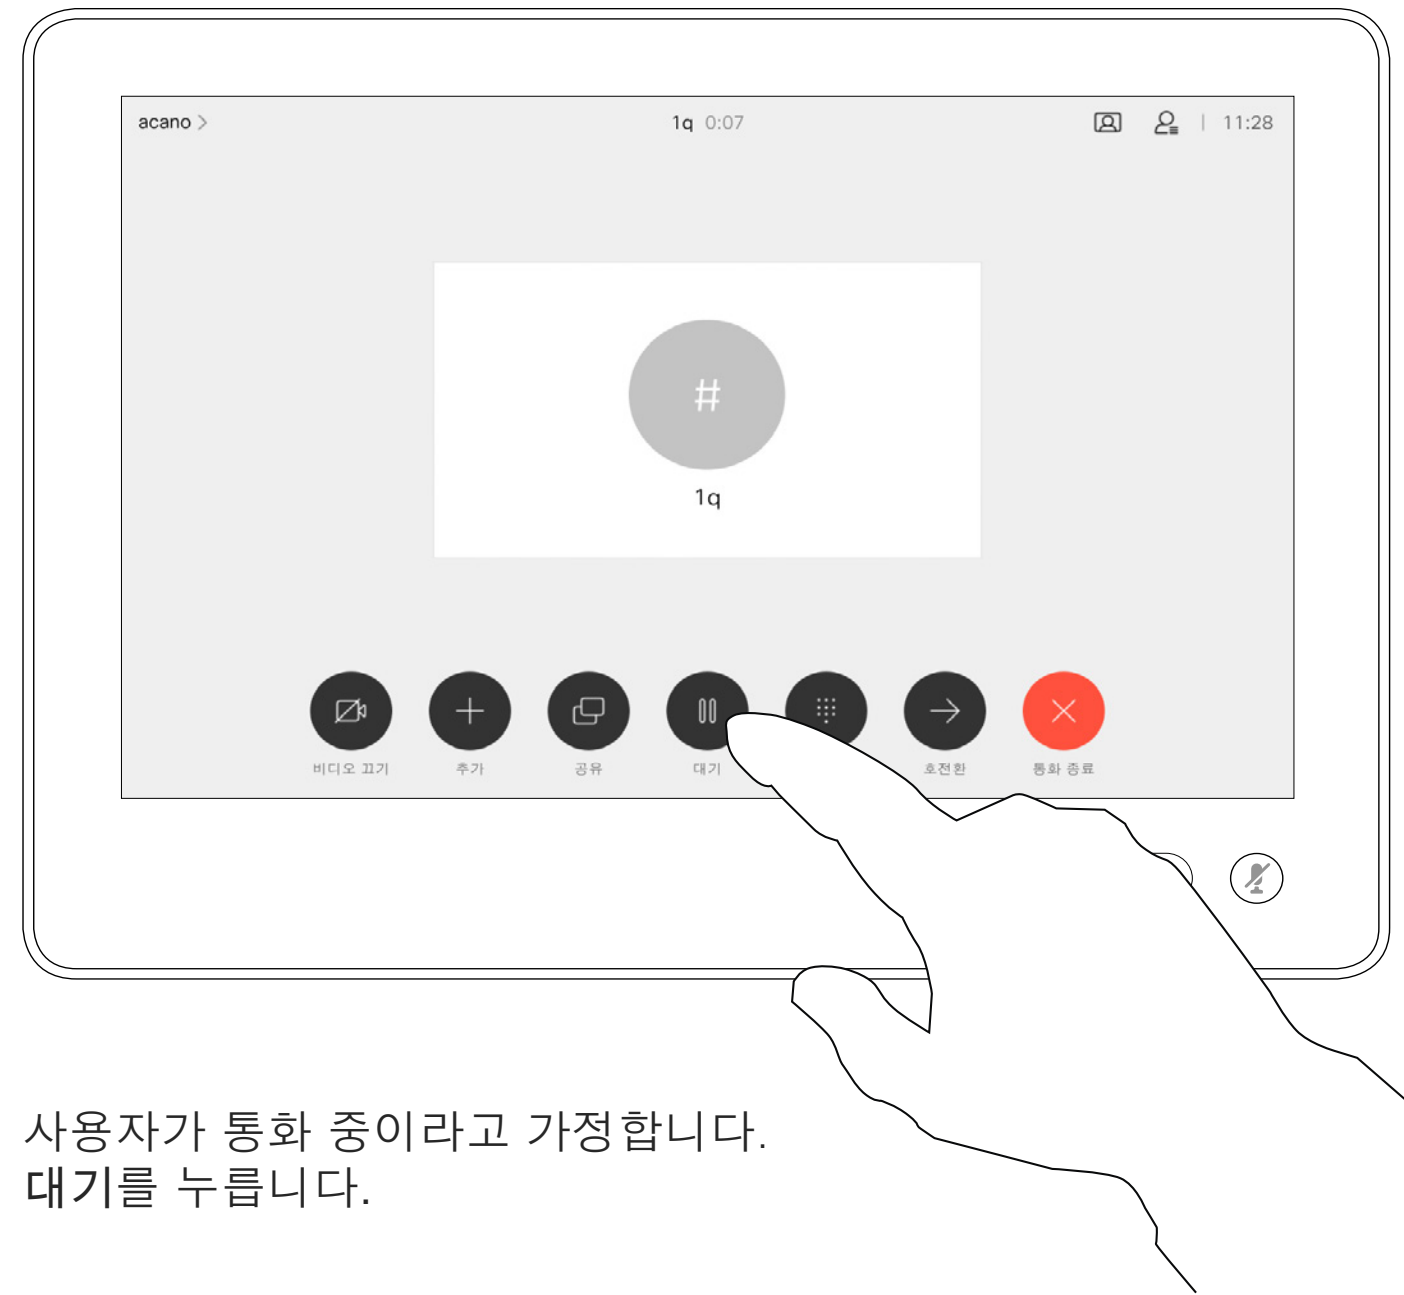 acano
1q 0:07
11:28
#
1q
비디오 끄기
추가
공유
대기
호전환
통화 종료
사용자가 통화 중이라고 가정합니다.
대기를 누릅니다.